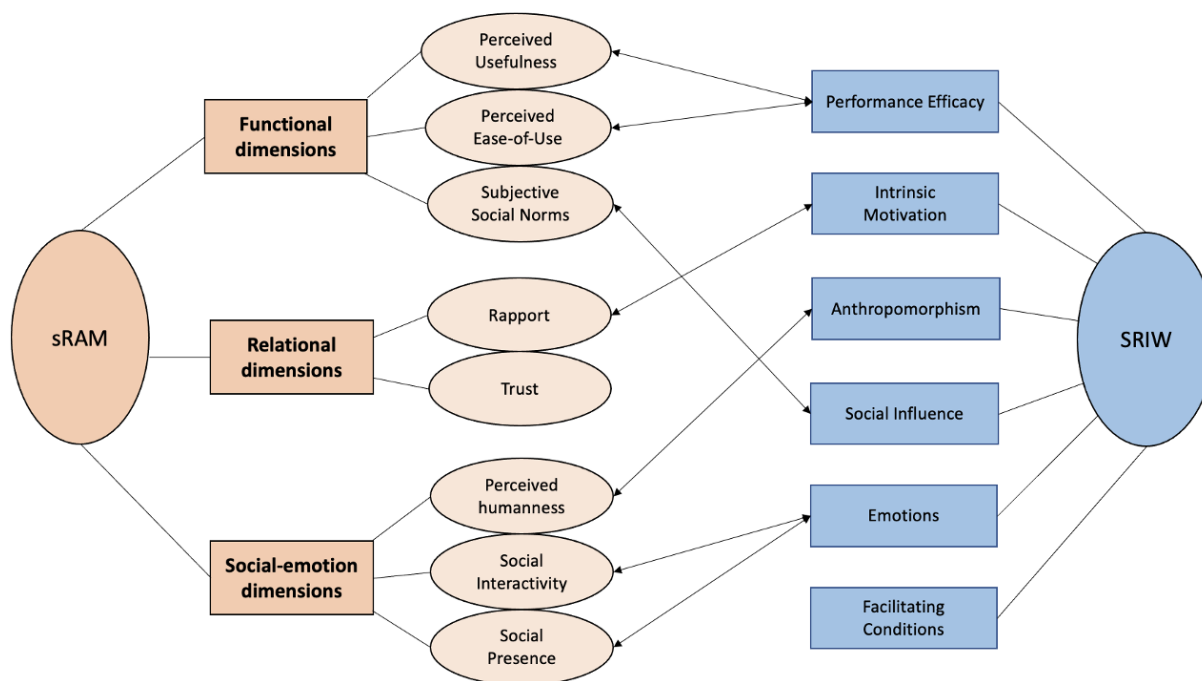 sRAM
Functional
dimensions
Relational
dimensions
Social-emotion
dimensions
Perceived
Usefulness
Perceived
Ease-of-Use
Subjective
Social Norms
Rapport
Trust
Perceived
humanness
Social
Interactivity
Social
Presence
Performance Efficacy
Intrinsic
Motivation
Anthropomorphism
Social Influence
Emotions
Facilitating
Conditions
SRIW